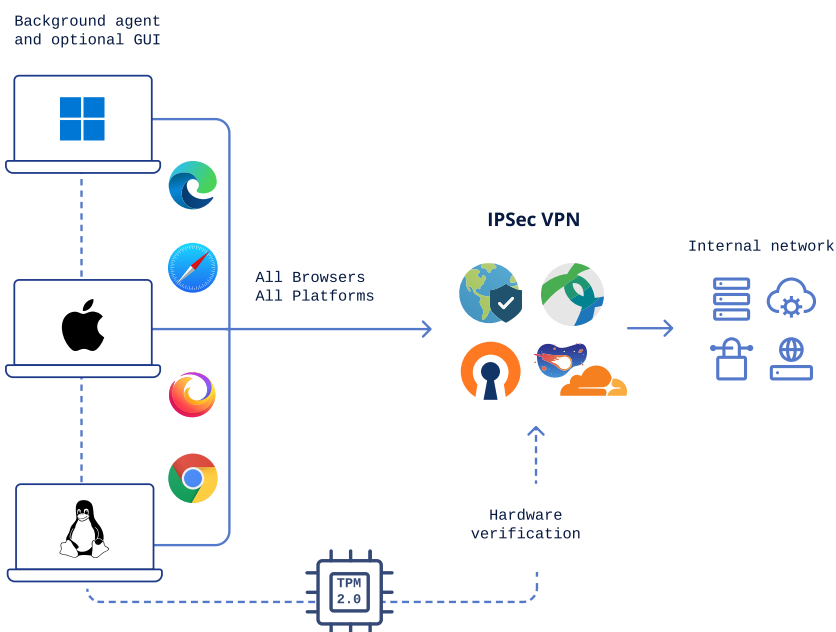 Background agent
and optional GUI
IPSec VPN
Internal network
All Browsers
All Platforms
Hardware
verification
TPM
2.0